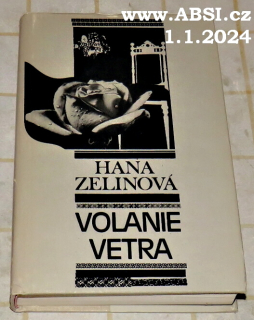 www.ABSI.cz
1.1.2024
HANA
ZELINOVÁ
VOLANIE
VETRA